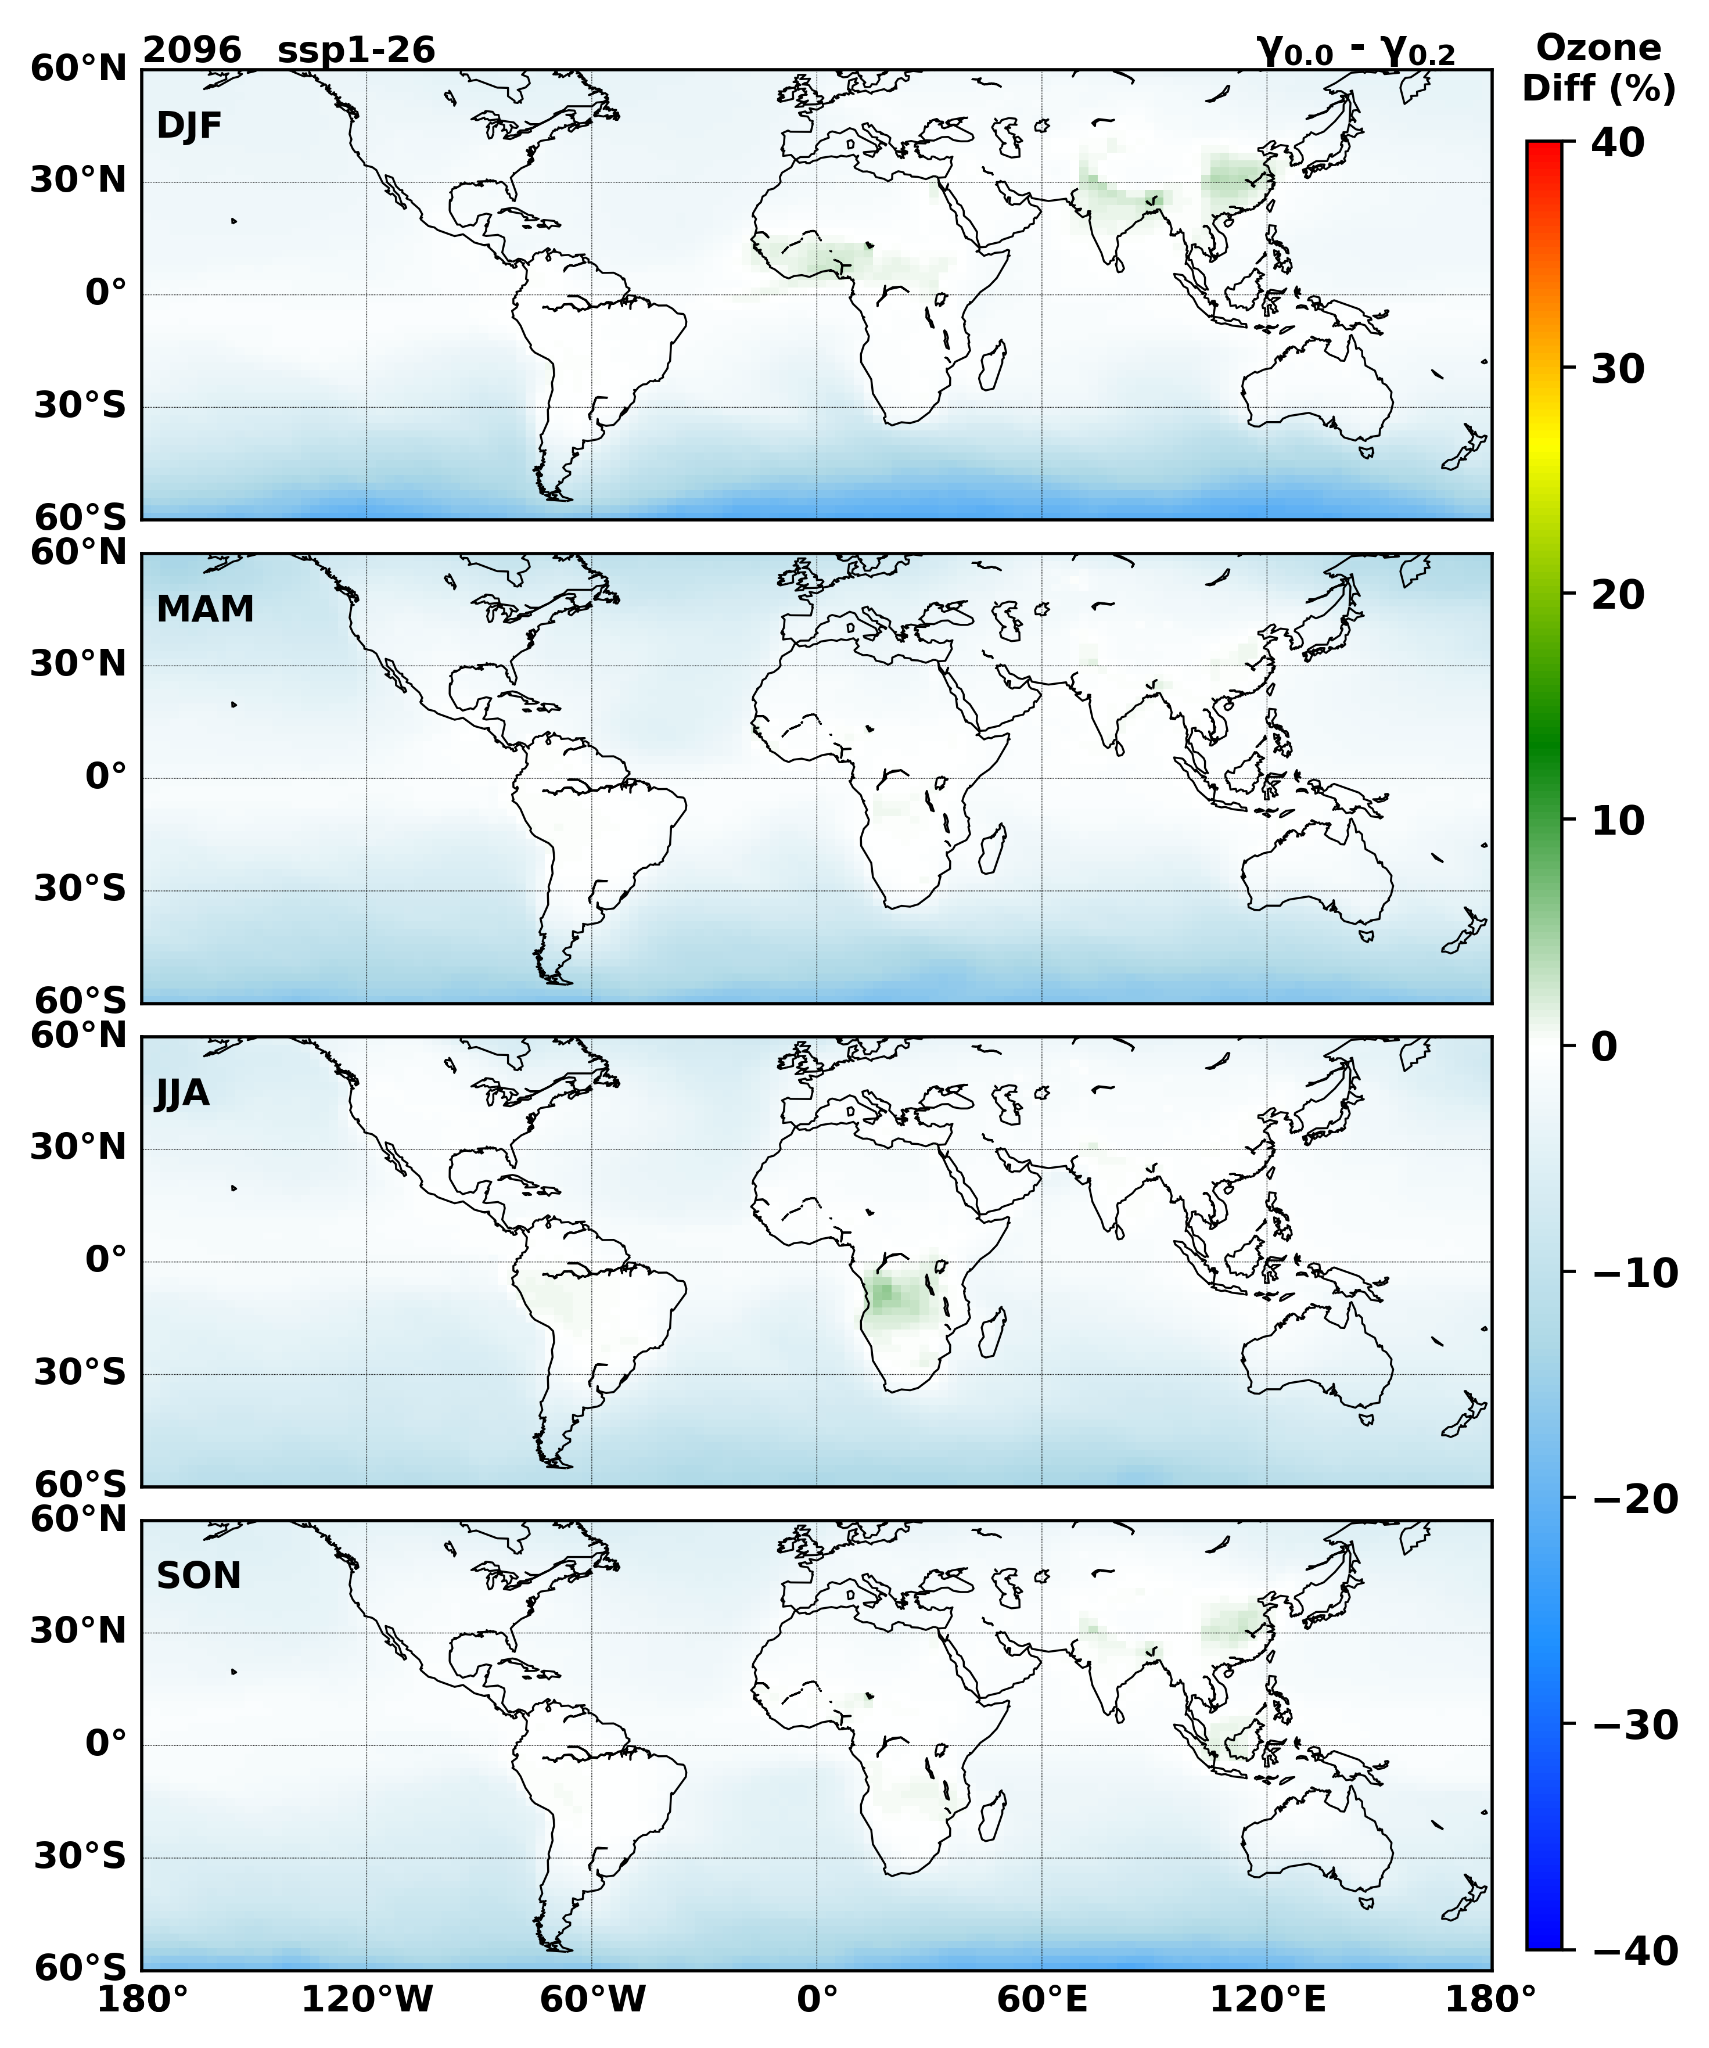 2096 ssp1-26 γ0.0 - γ0.2
Ozone
Diff (%)
DJF
60°N
30°N
0°
30°S
60°S
MAM
60°N
30°N
0°
30°S
60°S
JJA
60°N
30°N
0°
30°S
60°S
SON
60°N
30°N
0°
30°S
60°S
180° 120°W 60°W 0° 60°E 120°E 180°
40
30
20
10
0
−10
−20
−30
−40